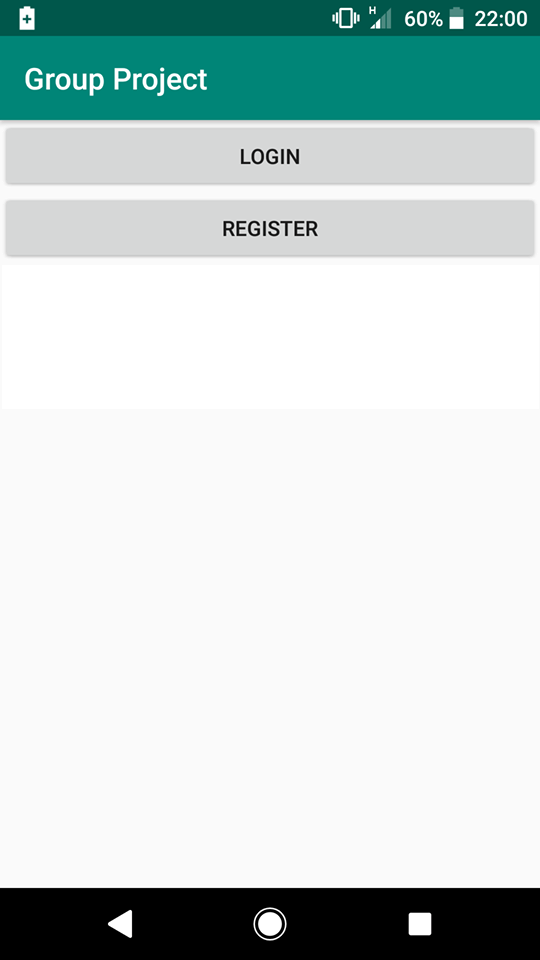 H 60% 22:00
Group Project
LOGIN
REGISTER